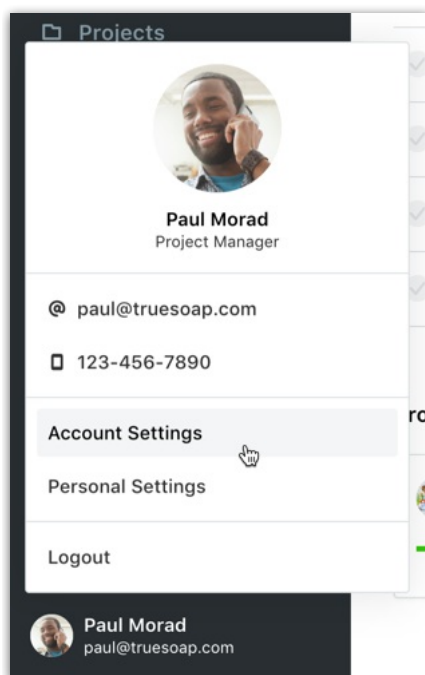 Projects
Paul Morad
Project Manager
paul@truesoap.com
123-456-7890
Account Settings
Personal Settings
Logout
Paul Morad
paul@truesoap.com